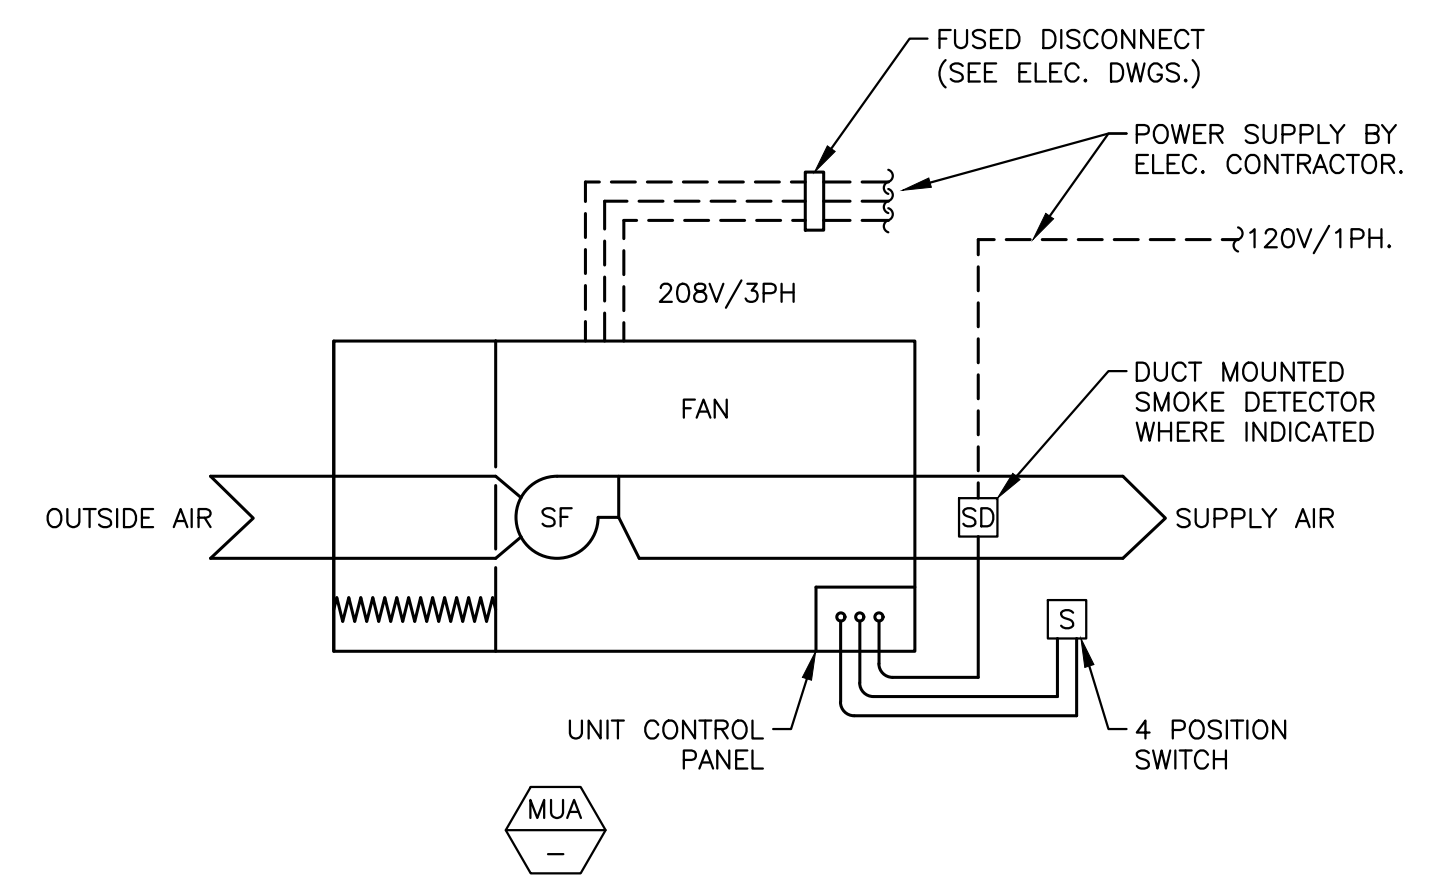 FUSED DISCONNECT
(SEE ELEC. DWGS.)
POWER SUPPLY BY
ELEC. CONTRACTOR.
120V/1PH.
208V/3PH
FAN
DUCT MOUNTED
SMOKE DETECTOR
WHERE INDICATED
OUTSIDE AIR
SF
SD
SUPPLY AIR
S
UNIT CONTROL
PANEL
4 POSITION
SWITCH
MUA
–